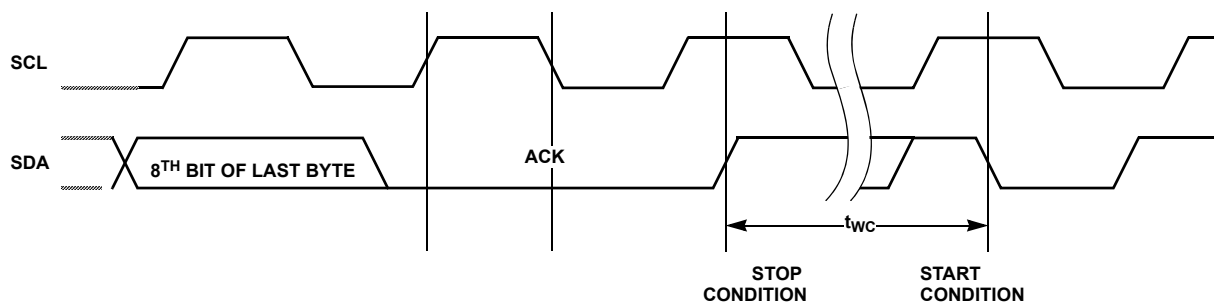 SCL
SDA
8TH BIT OF LAST BYTE
ACK
tWC
STOP
CONDITION
START
CONDITION